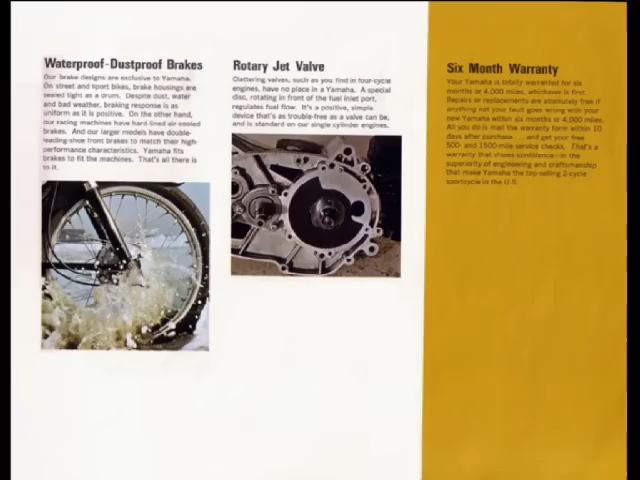 Waterproof-Dustproof Brakes
Our brake designs are exclusive to Yamaha.
On street and sport bikes, brake housings are
sealed tight as a drum. Despite dust, water
and bad weather, braking response is as
uniform as it is positive. On the other hand,
our racing machines have hard-lined air-cooled
brakes. And our larger models have double-
leading-shoe front brakes to match their high-
performance characteristics. Yamaha fits
brakes to fit the machines. That's all there is
to it.
Rotary Jet Valve
Clattering valves, such as you find in four-cycle
engines, have no place in a Yamaha. A special
disc, rotating in front of the fuel inlet port,
regulates fuel flow. It's a positive, simple
device that's as trouble-free as a valve can be,
and is standard on our single cylinder engines.
Six Month Warranty
Your Yamaha is totally warranted for six
months or 4,000 miles, whichever is first.
Repairs or replacements are absolutely free if
anything not your fault goes wrong with your
new Yamaha within six months or 4,000 miles.
All you do is mail the warranty form within 10
days after purchase . . . and get your free
500- and 1500-mile service checks. That's a
warranty that shows confidence—in the
superiority of engineering and craftsmanship
that make Yamaha the top-selling 2-cycle
sportcycle in the U.S.